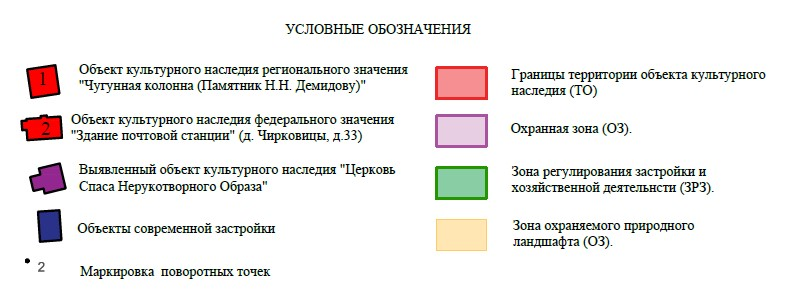 УСЛОВНЫЕ ОБОЗНАЧЕНИЯ
1
Объект культурного наследия регионального значения
"Чугунная колонна (Памятник Н.Н. Демидову)"
2
Объект культурного наследия федерального значения
"Здание почтовой станции" (д. Чирковицы, д.33)
Выявленный объект культурного наследия "Церковь
Спаса Нерукотворного Образа"
Объекты современной застройки
2
Маркировка поворотных точек
Границы территории объекта культурного
наследия (ТО)
Охранная зона (ОЗ).
Зона регулирования застройки и
хозяйственной деятельнсти (ЗРЗ).
Зона охраняемого природного
ландшафта (ОЗ).